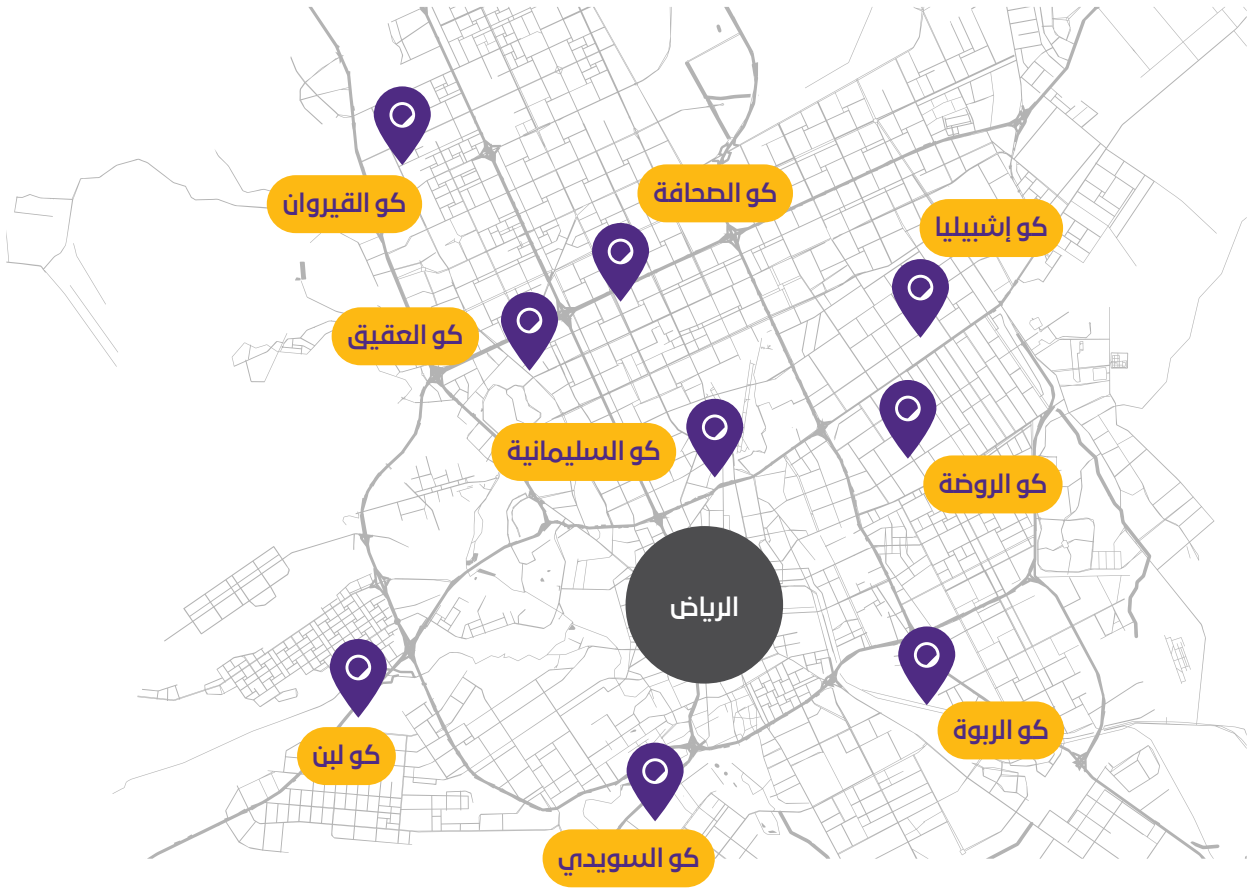 كو الصحافة
كو القيروان
كو إشبيليا
كو العقيق
كو السليمانية
كو الروضة
الرياض
كو الربوة
كو لبن
كو السويدي